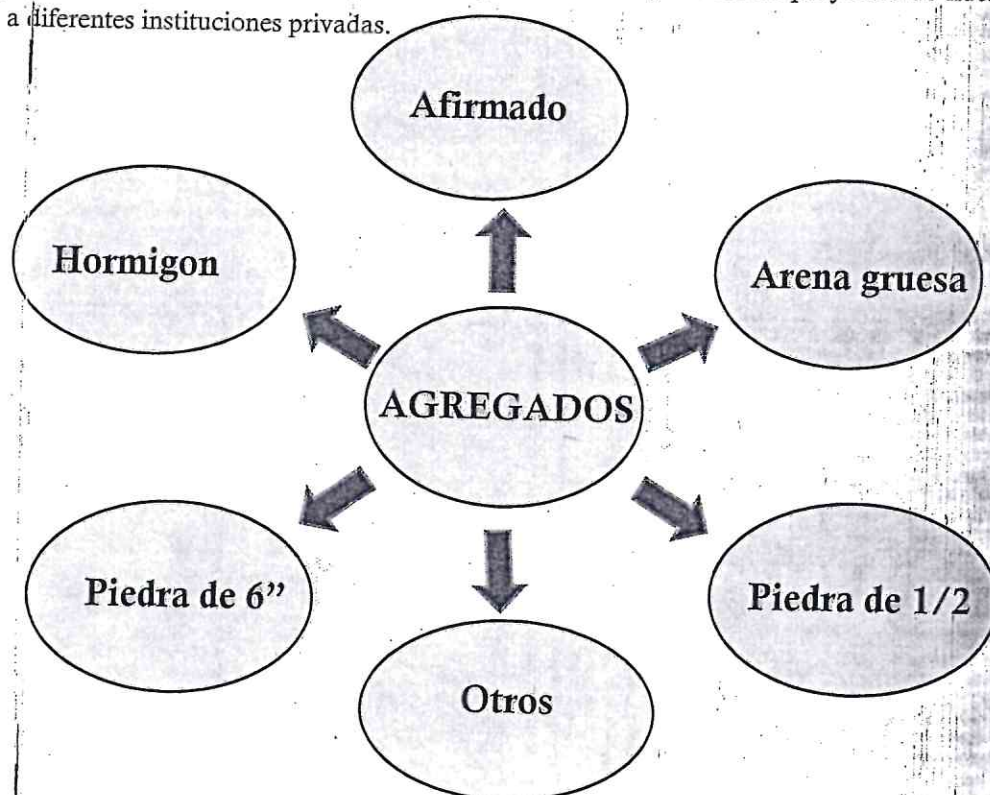 a diferentes instituciones privadas.
Afirmado
Hormigon
Arena gruesa
AGREGADOS
Piedra de 6”
Piedra de 1/2
Otros